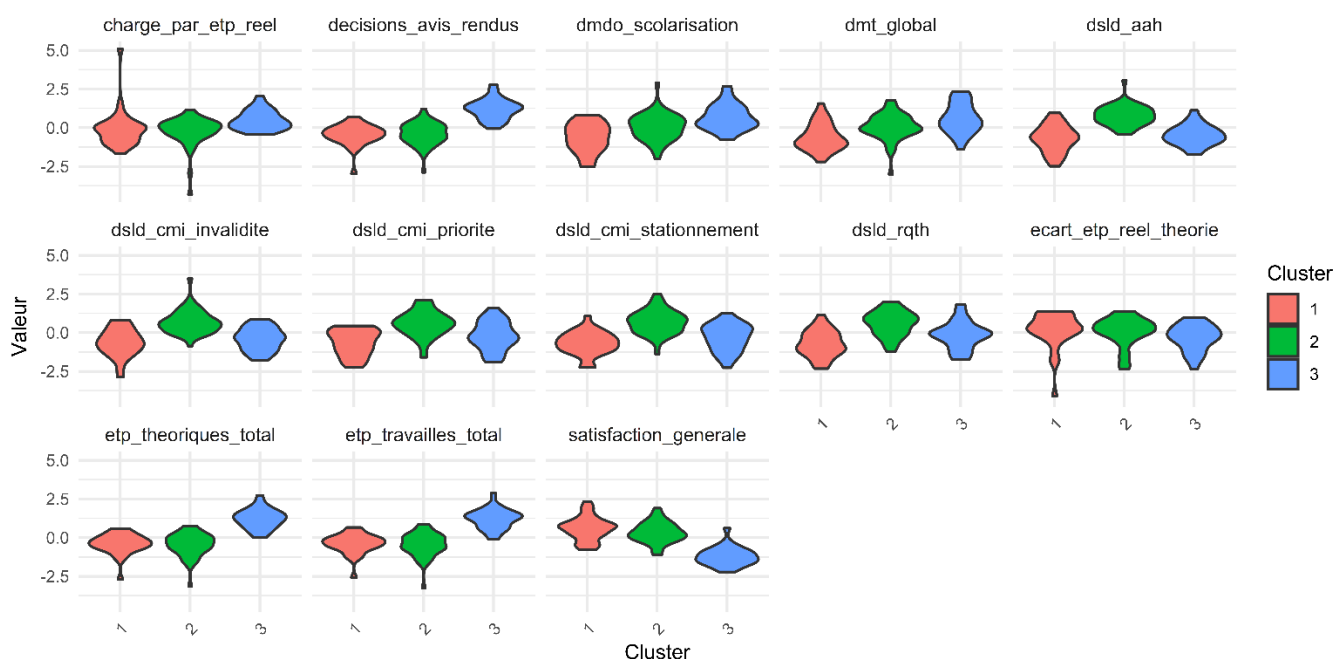 charge_par_etp_reel decisions_avis_rendus dmdo_scolarisation dmt_global dsld_aah
5.0
2.5
0.0
-2.5
dsld_cmi_invalidite dsld_cmi_priorite dsld_cmi_stationnement dsld_rqth ecart_etp_reel_theorie
5.0
2.5
0.0
-2.5
1 2 3 1 2 3
etp_theoriques_total etp_travailles_total satisfaction_generale
5.0
2.5
0.0
-2.5
1 2 3 1 2 3 1 2 3
Cluster
Valeur
Cluster
1
2
3